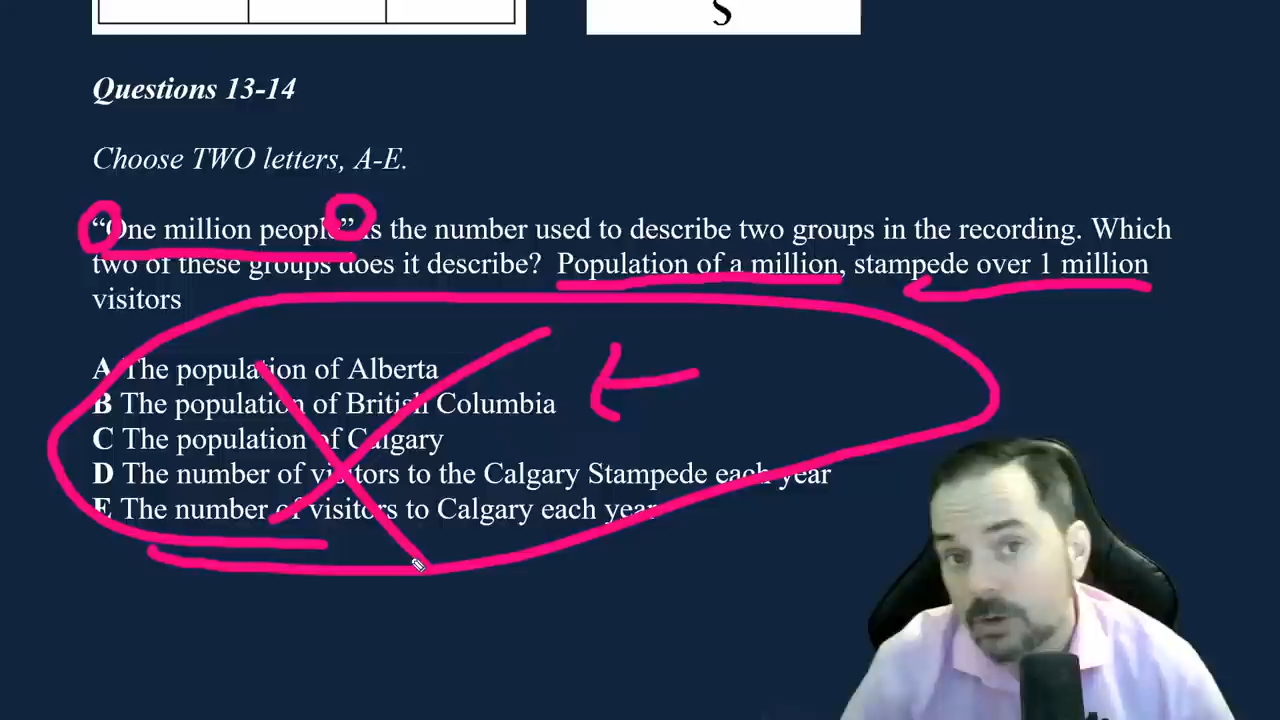 S
Questions 13-14
Choose TWO letters, A-E.
“One million people” is the number used to describe two groups in the recording. Which
two of these groups does it describe? Population of a million, stampede over 1 million
visitors
A The population of Alberta
B The population of British Columbia
C The population of Calgary
D The number of visitors to the Calgary Stampede each year
E The number of visitors to Calgary each year